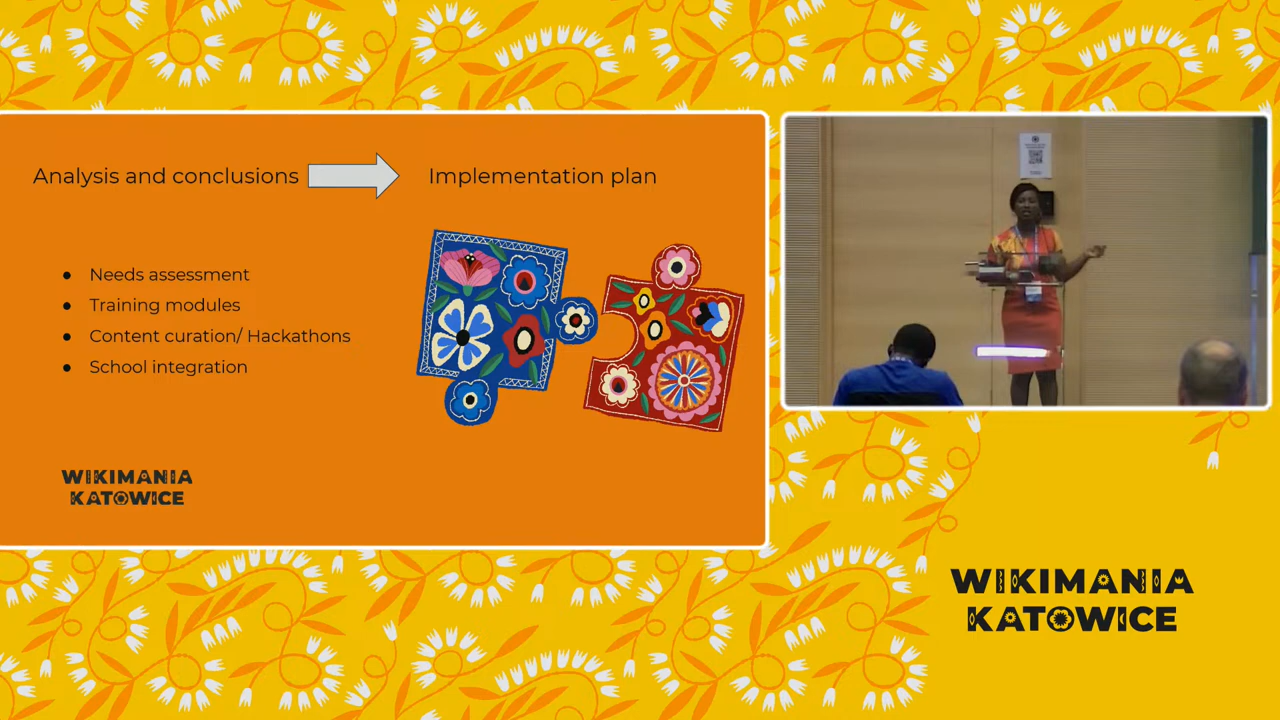 Analysis and conclusions
Implementation plan
● Needs assessment
● Training modules
● Content curation/ Hackathons
● School integration
WIKIMANIA
KATOWICE
WIKIMANIA
KATOWICE